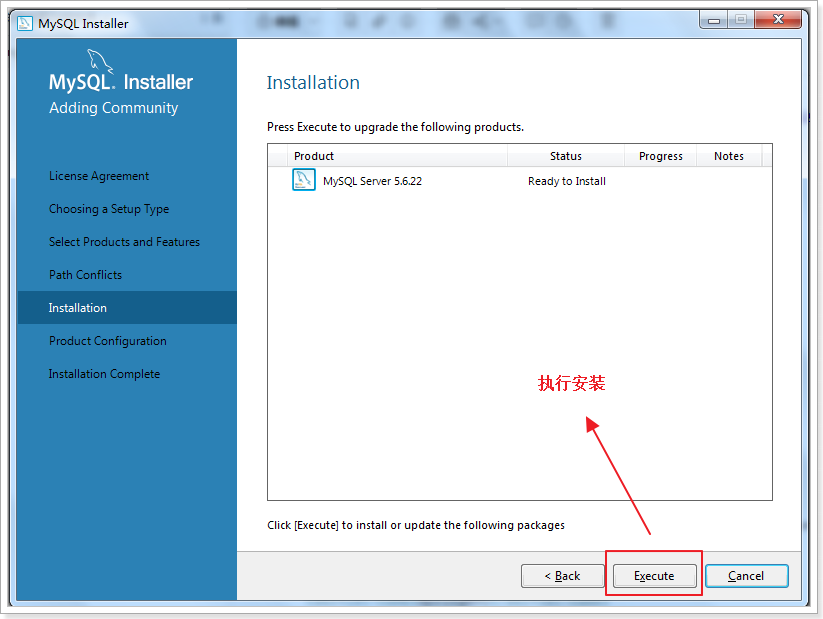 MySQL Installer
MySQL. Installer
Adding Community
License Agreement
Choosing a Setup Type
Select Products and Features
Path Conflicts
Installation
Product Configuration
Installation Complete
Installation
Press Execute to upgrade the following products.
Product Status Progress Notes
MySQL Server 5.6.22 Ready to Install
执行安装
Click [Execute] to install or update the following packages
< Back Execute Cancel